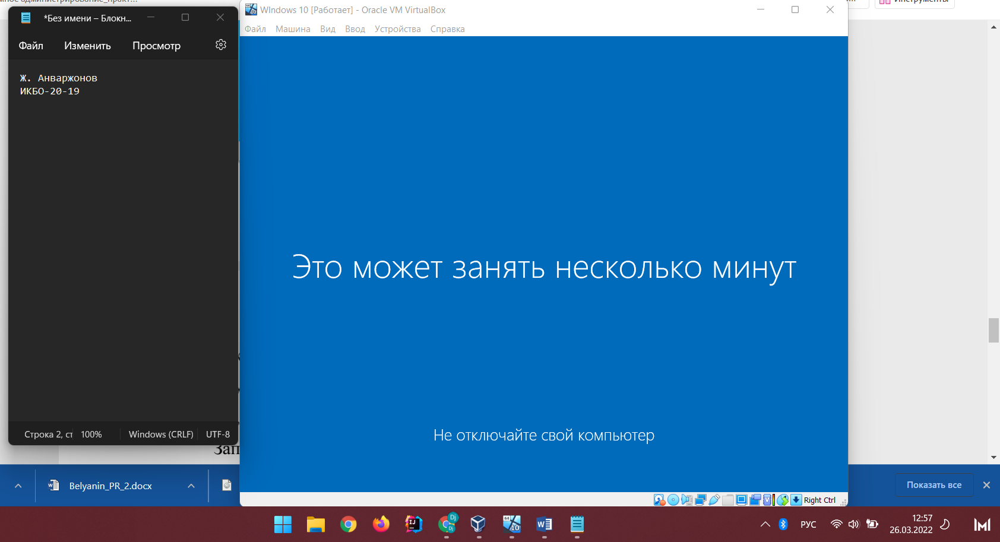 *Без имени – Блокн...
Файл Изменить Просмотр
Ж. Анваржонов
ИКБО-20-19
Строка 2, ст 100% Windows (CRLF) UTF-8
WIndows 10 [Работает] - Oracle VM VirtualBox
Файл Машина Вид Ввод Устройства Справка
Это может занять несколько минут
Не отключайте свой компьютер
Right Ctrl
Инструменты
Зап
Belyanin_PR_2.docx
Показать все
РУС
12:57
26.03.2022